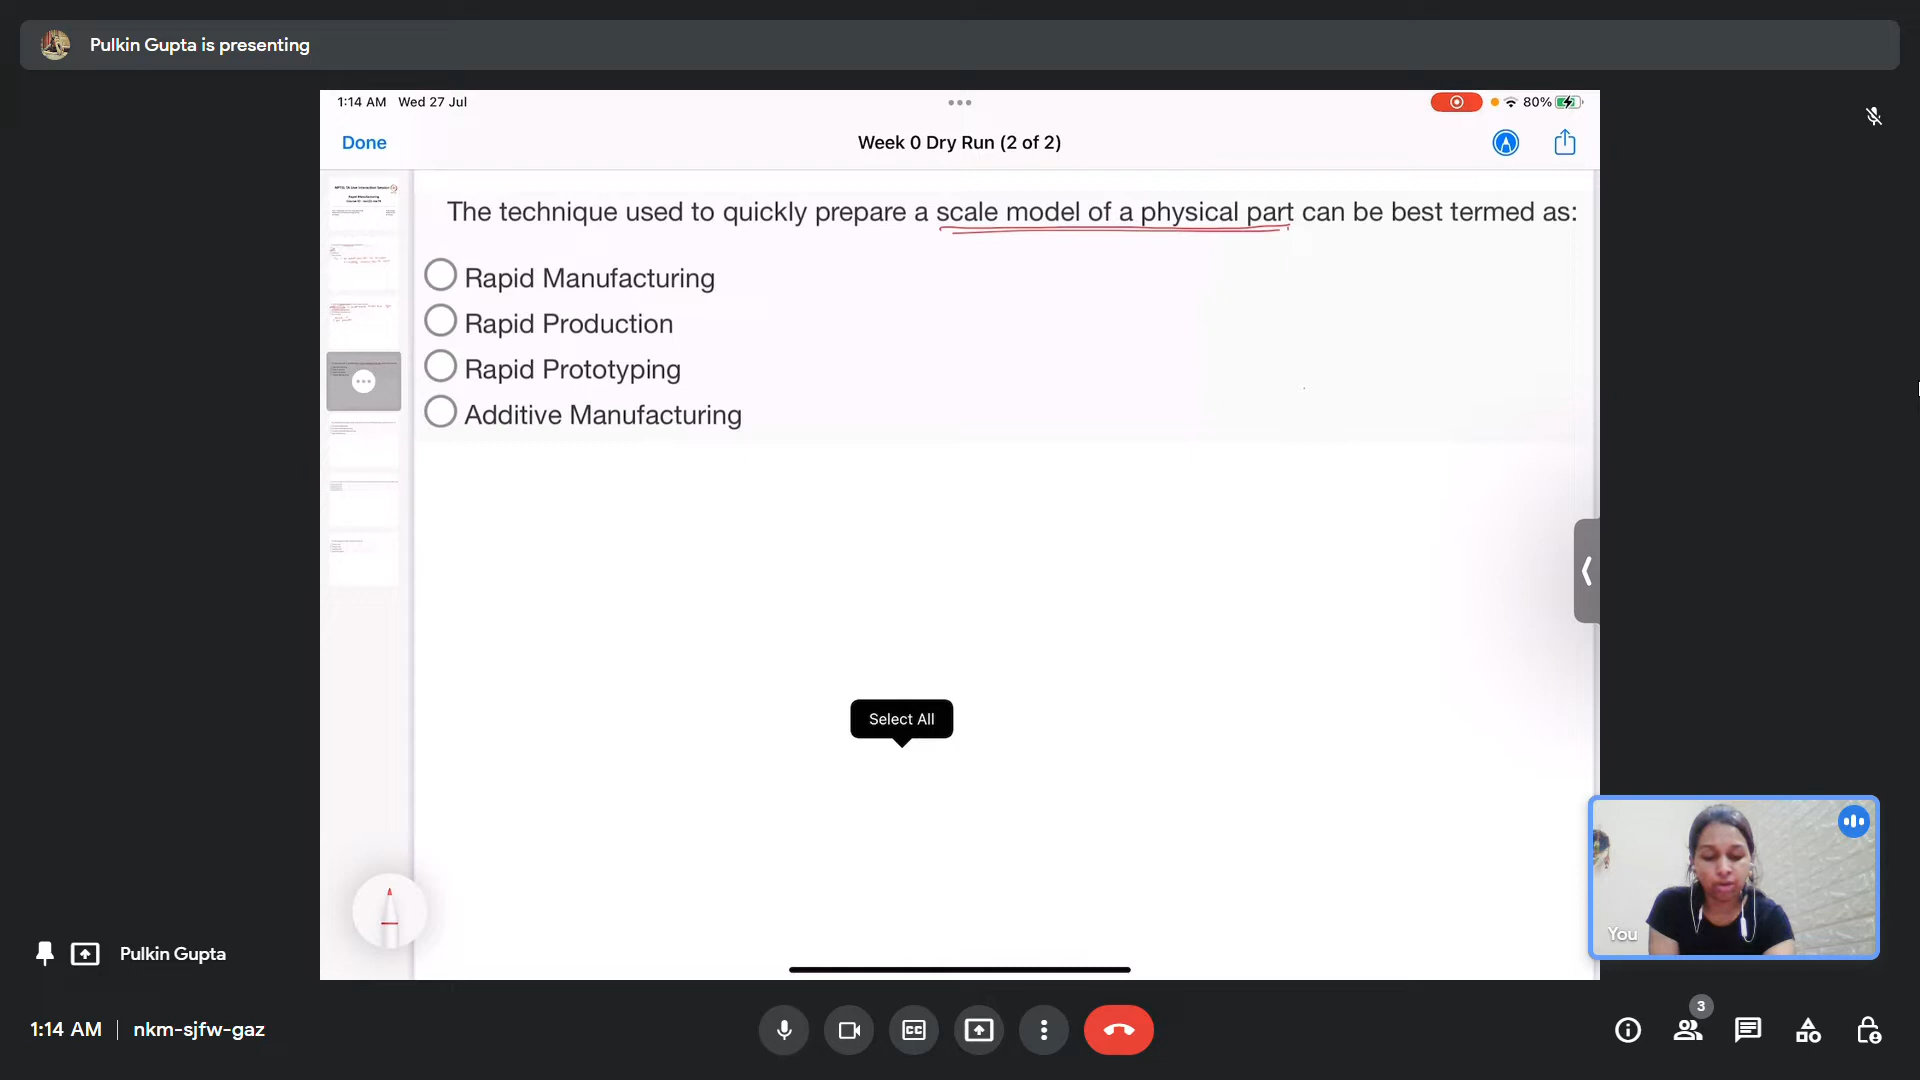 Pulkin Gupta is presenting
1:14 AM Wed 27 Jul
80%
Done
Week 0 Dry Run (2 of 2)
The technique used to quickly prepare a scale model of a physical part can be best termed as:
Rapid Manufacturing
Rapid Production
Rapid Prototyping
Additive Manufacturing
Select All
You
Pulkin Gupta
1:14 AM | nkm-sjfw-gaz
CC
3